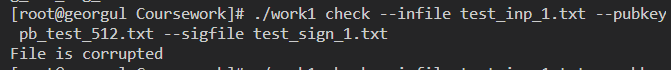 [root@georgul Coursework]# ./work1 check --infile test_inp_1.txt --pubkey
pb_test_512.txt --sigfile test_sign_1.txt
File is corrupted